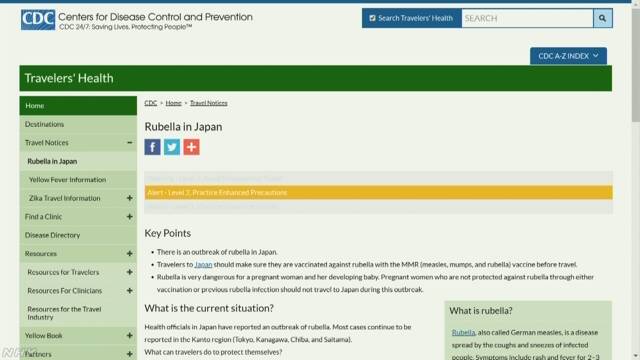 CDC Centers for Disease Control and Prevention
CDC 24/7: Saving Lives, Protecting People™
Search Travelers' Health SEARCH
CDC A-Z INDEX
Travelers' Health
Home
Destinations
Travel Notices
Rubella in Japan
Yellow Fever Information
Zika Travel Information
Find a Clinic
Disease Directory
Resources
Resources for Travelers
Resources For Clinicians
Resources for the Travel
Industry
Yellow Book
Partners
CDC > Home > Travel Notices
Rubella in Japan
Alert - Level 2, Practice Enhanced Precautions
Key Points
• There is an outbreak of rubella in Japan.
• Travelers to Japan should make sure they are vaccinated against rubella with the MMR (measles, mumps, and rubella) vaccine before travel.
• Rubella is very dangerous for a pregnant woman and her developing baby. Pregnant women who are not protected against rubella through either
vaccination or previous rubella infection should not travel to Japan during this outbreak.
What is the current situation?
Health officials in Japan have reported an outbreak of rubella. Most cases continue to be
reported in the Kanto region (Tokyo, Kanagawa, Chiba, and Saitama).
What can travelers do to protect themselves?
What is rubella?
Rubella, also called German measles, is a disease
spread by the coughs and sneezes of infected
people. Symptoms include rash and fever for 2-3
NHK